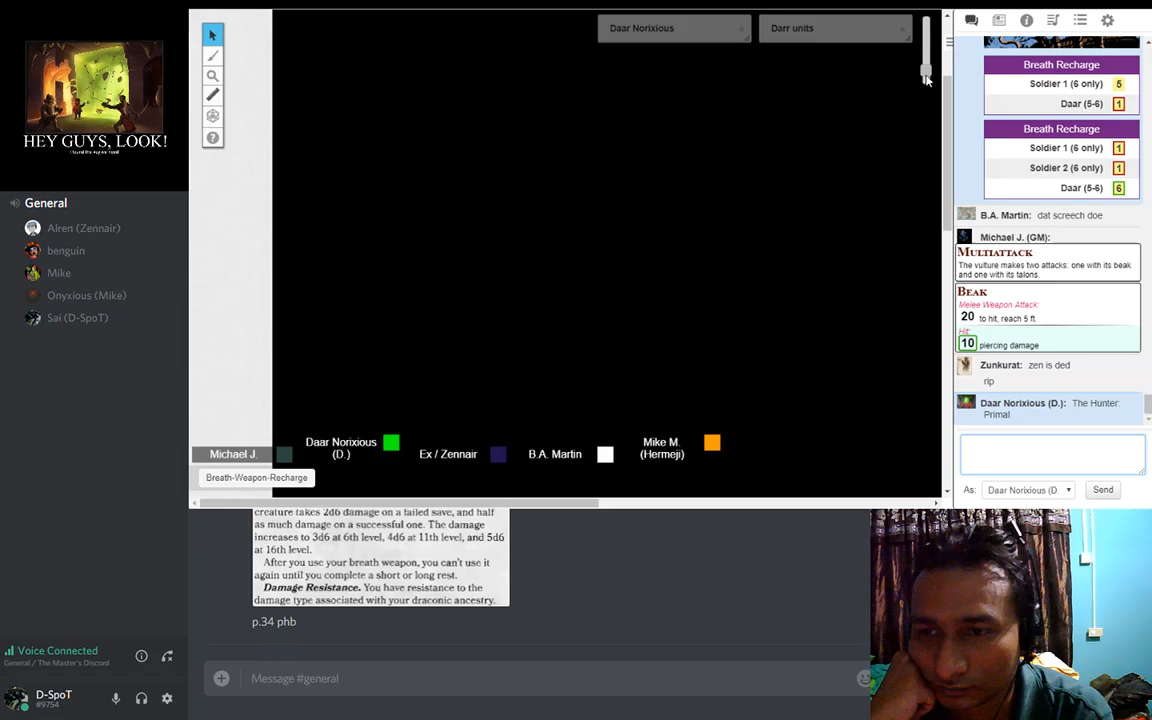 HEY GUYS, LOOK!
General
Alren (Zennair)
benguin
Mike
Onyxious (Mike)
Sai (D-SpoT)
Voice Connected
General / The Master's Discord
D-SpoT
#9754
Daar Norixious
Darr units
Michael J.
Daar Norixious
(D.)
Ex / Zennair
B.A. Martin
Mike M.
(Hermeji)
Breath-Weapon-Recharge
creature takes 2d6 damage on a failed save, and half
as much damage on a successful one. The damage
increases to 3d6 at 6th level, 4d6 at 11th level, and 5d6
at 16th level.
After you use your breath weapon, you can't use it
again until you complete a short or long rest.
Damage Resistance. You have resistance to the
damage type associated with your draconic ancestry.
p.34 phb
Message #general
Breath Recharge
Soldier 1 (6 only) 5
Daar (5-6) 1
Breath Recharge
Soldier 1 (6 only) 1
Soldier 2 (6 only) 1
Daar (5-6) 6
B.A. Martin: dat screech doe
Michael J. (GM):
MULTIATTACK
The vulture makes two attacks: one with its beak
and one with its talons.
BEAK
Melee Weapon Attack:
20 to hit, reach 5 ft.
Hit:
10 piercing damage
Zunkurat: zen is ded
rip
Daar Norixious (D.): The Hunter:
Primal
As: Daar Norixious (D.
Send